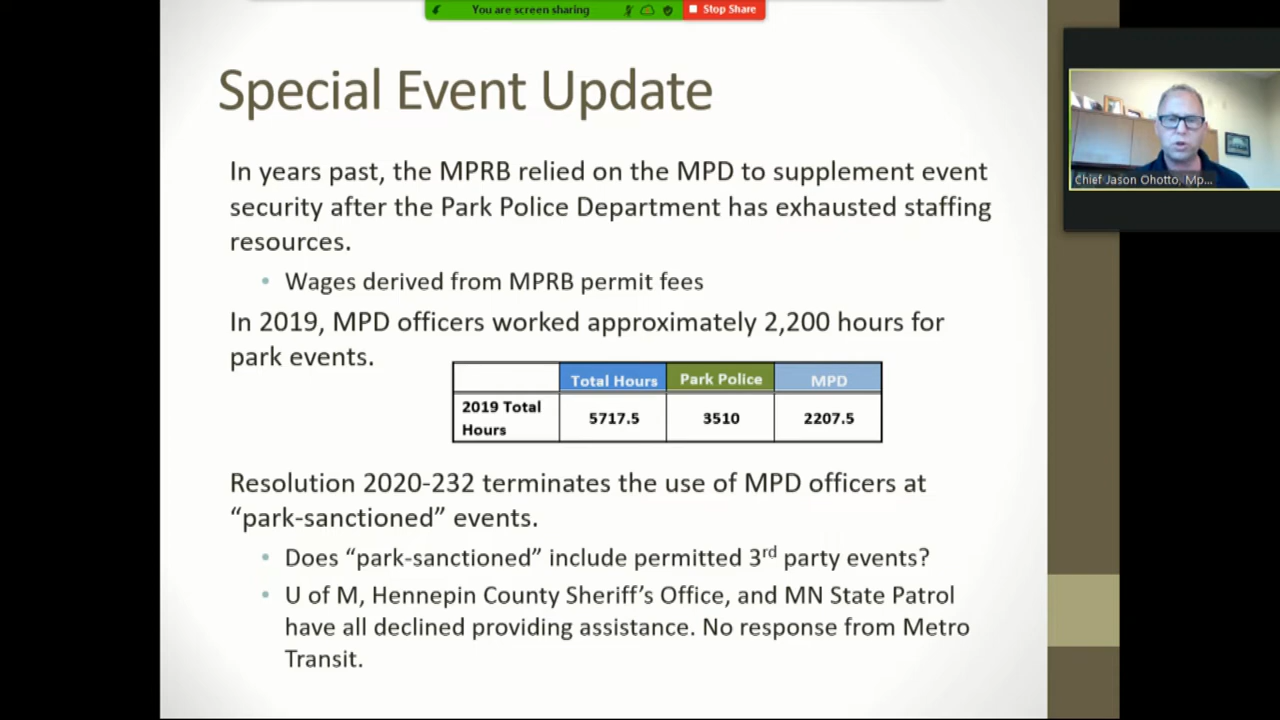 You are screen sharing
Stop Share
Special Event Update
In years past, the MPRB relied on the MPD to supplement event
security after the Park Police Department has exhausted staffing
resources.
• Wages derived from MPRB permit fees
In 2019, MPD officers worked approximately 2,200 hours for
park events.
Total Hours Park Police MPD
2019 Total
Hours
5717.5 3510 2207.5
Resolution 2020-232 terminates the use of MPD officers at
“park-sanctioned” events.
• Does “park-sanctioned” include permitted 3rd party events?
• U of M, Hennepin County Sheriff’s Office, and MN State Patrol
have all declined providing assistance. No response from Metro
Transit.
Chief Jason Ohotto, Mp...